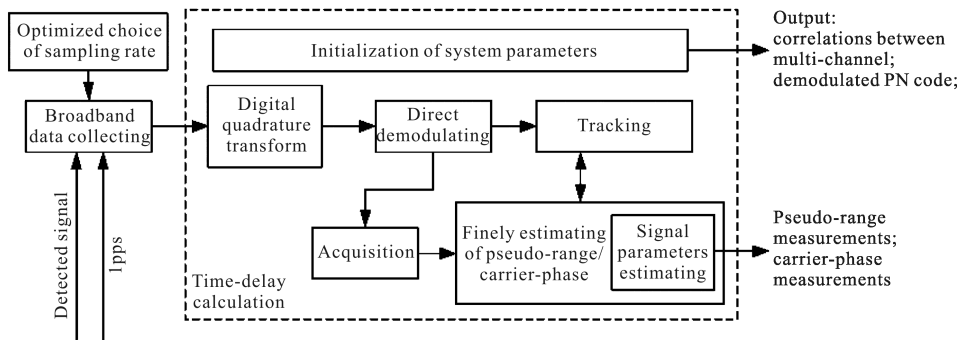 Optimized choice
of sampling rate
Initialization of system parameters
Output:
correlations between
multi-channel;
demodulated PN code;
Broadband
data collecting
Digital
quadrature
transform
Direct
demodulating
Tracking
Detected signal
1pps
Acquisition
Finely estimating
of pseudo-range/
carrier-phase
Signal
parameters
estimating
Pseudo-range
measurements;
carrier-phase
measurements
Time-delay
calculation